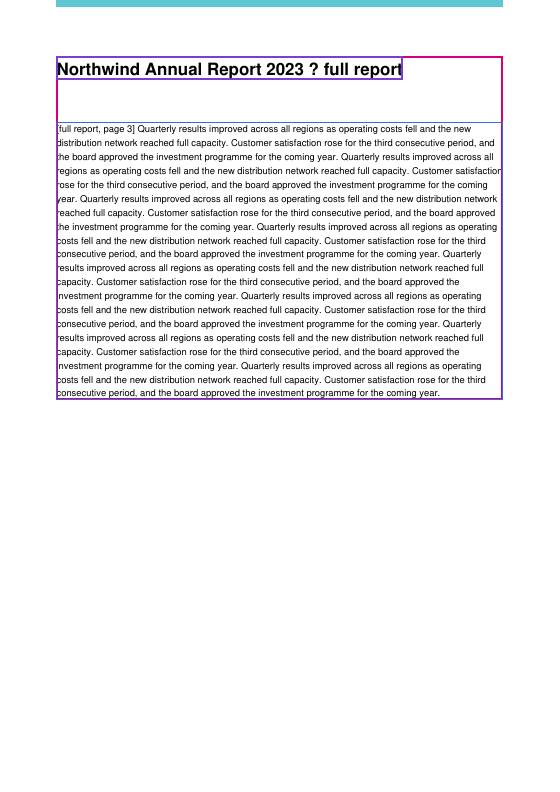 Northwind Annual Report 2023 ? full report
[full report, page 3] Quarterly results improved across all regions as operating costs fell and the new
distribution network reached full capacity. Customer satisfaction rose for the third consecutive period, and
the board approved the investment programme for the coming year. Quarterly results improved across all
regions as operating costs fell and the new distribution network reached full capacity. Customer satisfaction
rose for the third consecutive period, and the board approved the investment programme for the coming
year. Quarterly results improved across all regions as operating costs fell and the new distribution network
reached full capacity. Customer satisfaction rose for the third consecutive period, and the board approved
the investment programme for the coming year. Quarterly results improved across all regions as operating
costs fell and the new distribution network reached full capacity. Customer satisfaction rose for the third
consecutive period, and the board approved the investment programme for the coming year. Quarterly
results improved across all regions as operating costs fell and the new distribution network reached full
capacity. Customer satisfaction rose for the third consecutive period, and the board approved the
investment programme for the coming year. Quarterly results improved across all regions as operating
costs fell and the new distribution network reached full capacity. Customer satisfaction rose for the third
consecutive period, and the board approved the investment programme for the coming year. Quarterly
results improved across all regions as operating costs fell and the new distribution network reached full
capacity. Customer satisfaction rose for the third consecutive period, and the board approved the
investment programme for the coming year. Quarterly results improved across all regions as operating
costs fell and the new distribution network reached full capacity. Customer satisfaction rose for the third
consecutive period, and the board approved the investment programme for the coming year.